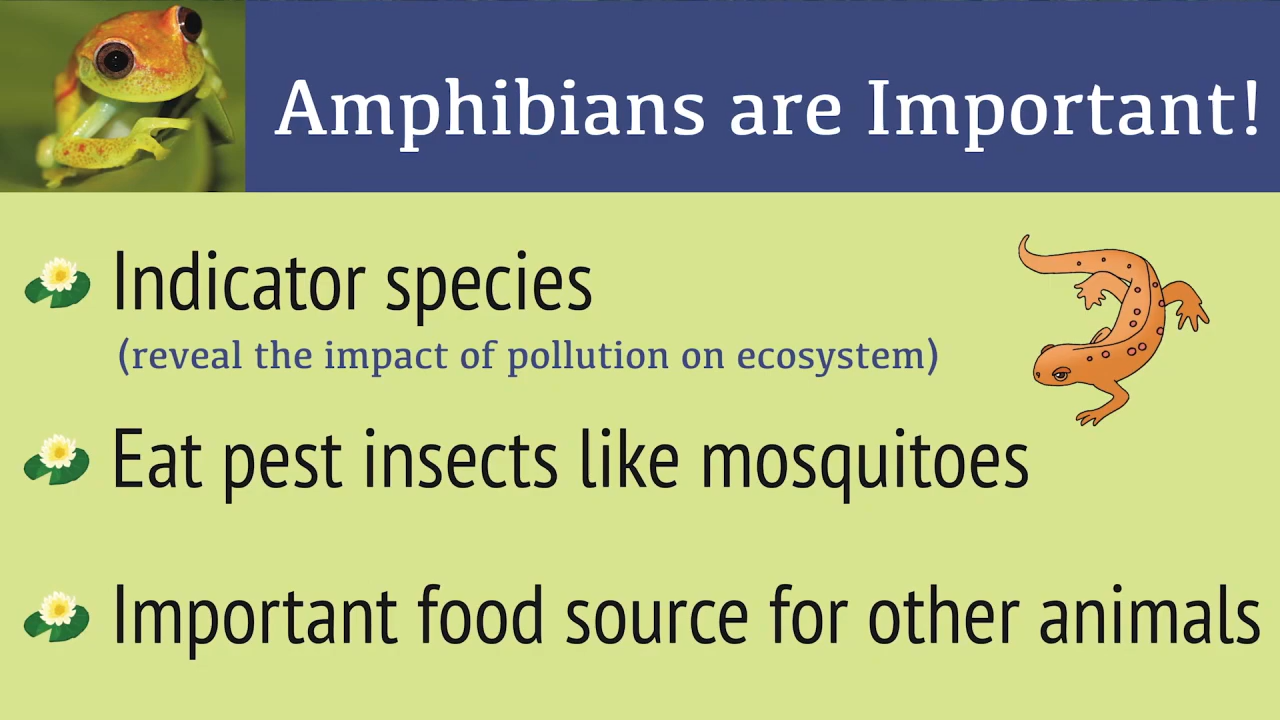 Amphibians are Important!
Indicator species
(reveal the impact of pollution on ecosystem)
Eat pest insects like mosquitoes
Important food source for other animals